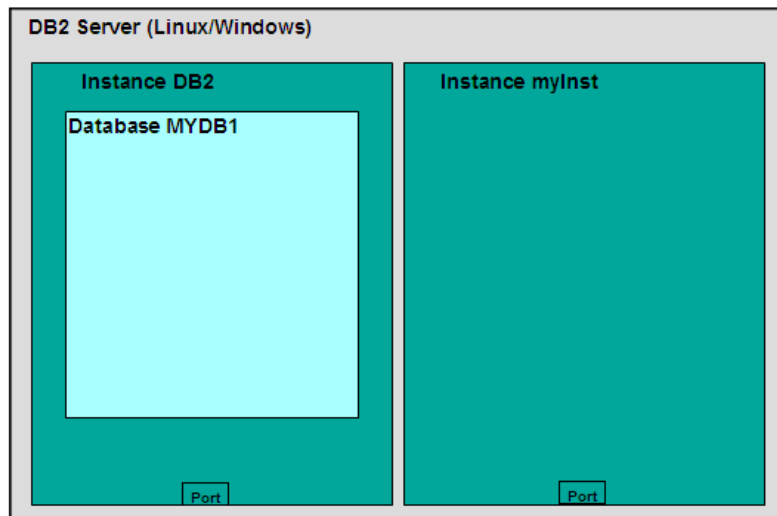 DB2 Server (Linux/Windows)
Instance DB2
Database MYDB1
Port
Instance myInst
Port